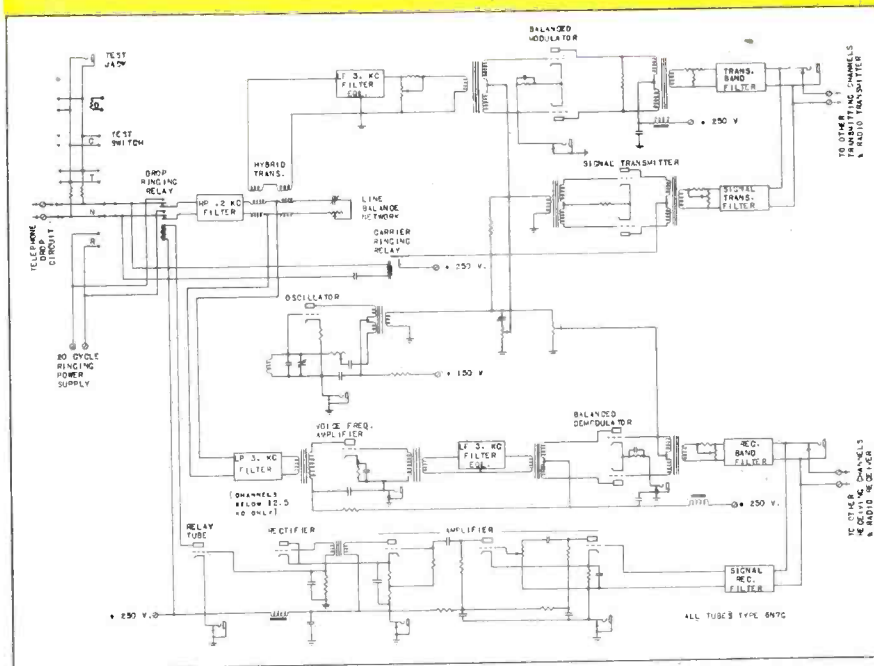 BALANCED
MODULATOR
TEST
JACK
LP 3. KC
FILTER
EQL.
TRANS.
BAND
FILTER
TO OTHER
TRANSMITTING CHANNELS
& RADIO TRANSMITTER
D
+ 250 V
C
TEST
SWITCH
SIGNAL TRANSMITTER
HYBRID
TRANS.
T
DROP
RINGING
RELAY
HP .2 KC
FILTER
LINE
BALANCE
NETWORK
SIGNAL
TRANS.
FILTER
N
TELEPHONE
DROP
CIRCUIT
R
CARRIER
RINGING
RELAY
+ 250 V.
OSCILLATOR
20 CYCLE
RINGING
POWER
SUPPLY
+ 150 V
VOICE FREQ.
AMPLIFIER
BALANCED
DEMODULATOR
LP 3. KC
FILTER
LP 3. KC
FILTER
EQL.
REC.
BAND
FILTER
TO OTHER
RECEIVING CHANNELS
& RADIO RECEIVER
(CHANNELS
BELOW 12.5
KC ONLY)
+ 250 V.
RELAY
TUBE
RECTIFIER
AMPLIFIER
SIGNAL
REC.
FILTER
+ 250 V.
ALL TUBES TYPE 6N7G